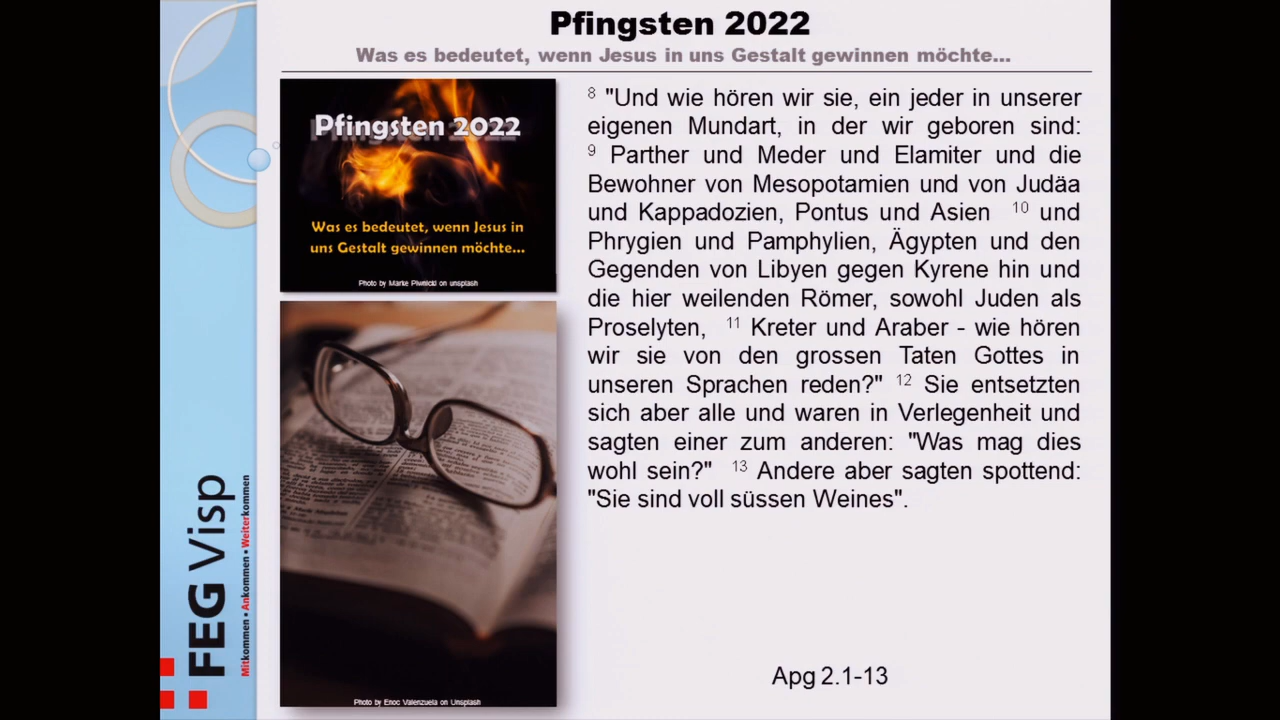 Pfingsten 2022
Was es bedeutet, wenn Jesus in uns Gestalt gewinnen möchte...
Pfingsten 2022
Was es bedeutet, wenn Jesus in
uns Gestalt gewinnen möchte...
Photo by Marke Piwnicki on unsplash
Photo by Enoc Valenzuela on Unsplash
8 "Und wie hören wir sie, ein jeder in unserer
eigenen Mundart, in der wir geboren sind:
9 Parther und Meder und Elamiter und die
Bewohner von Mesopotamien und von Judäa
und Kappadozien, Pontus und Asien 10 und
Phrygien und Pamphylien, Ägypten und den
Gegenden von Libyen gegen Kyrene hin und
die hier weilenden Römer, sowohl Juden als
Proselyten, 11 Kreter und Araber - wie hören
wir sie von den grossen Taten Gottes in
unseren Sprachen reden?" 12 Sie entsetzten
sich aber alle und waren in Verlegenheit und
sagten einer zum anderen: "Was mag dies
wohl sein?" 13 Andere aber sagten spottend:
"Sie sind voll süssen Weines".
Apg 2.1-13
FEG Visp
Mitkommen • Ankommen • Weiterkommen